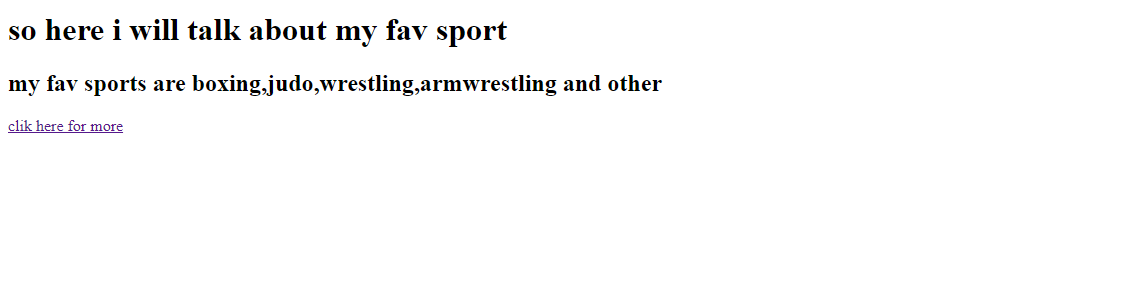 so here i will talk about my fav sport
my fav sports are boxing,judo,wrestling,armwrestling and other
clik here for more